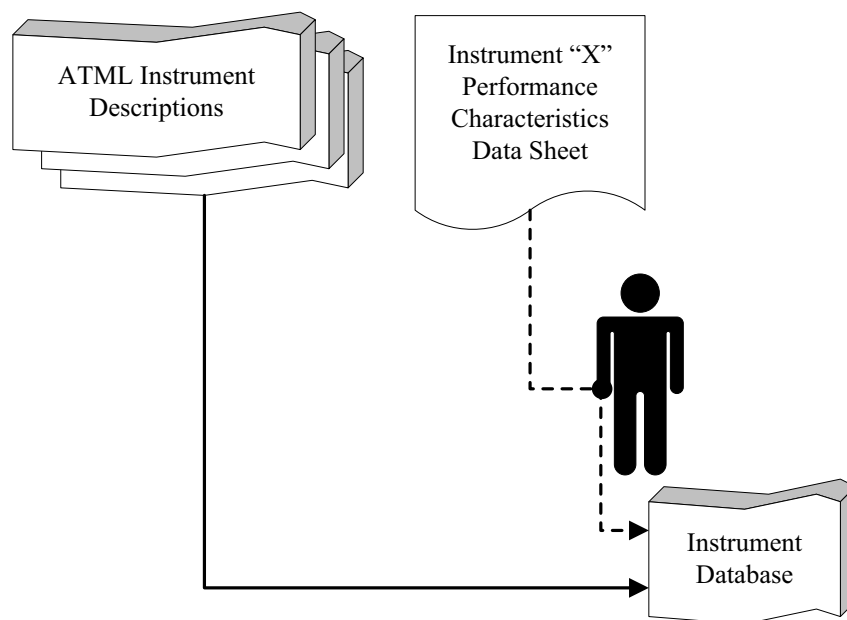 ATML Instrument
Descriptions
Instrument “X”
Performance
Characteristics
Data Sheet
Instrument
Database